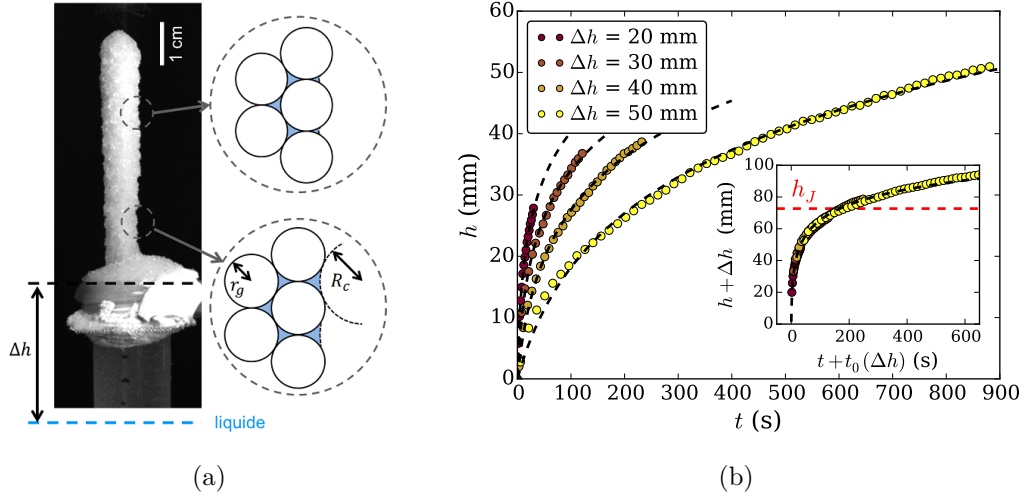 1 cm
r_g
R_c
Δh
liquide
(a)
h (mm)
60
50
40
30
20
10
0
Δh = 20 mm
Δh = 30 mm
Δh = 40 mm
Δh = 50 mm
h + Δh (mm)
100
80
60
40
20
0
h_J
0 200 400 600
t + t_0 (Δh) (s)
0 100 200 300 400 500 600 700 800 900
t (s)
(b)